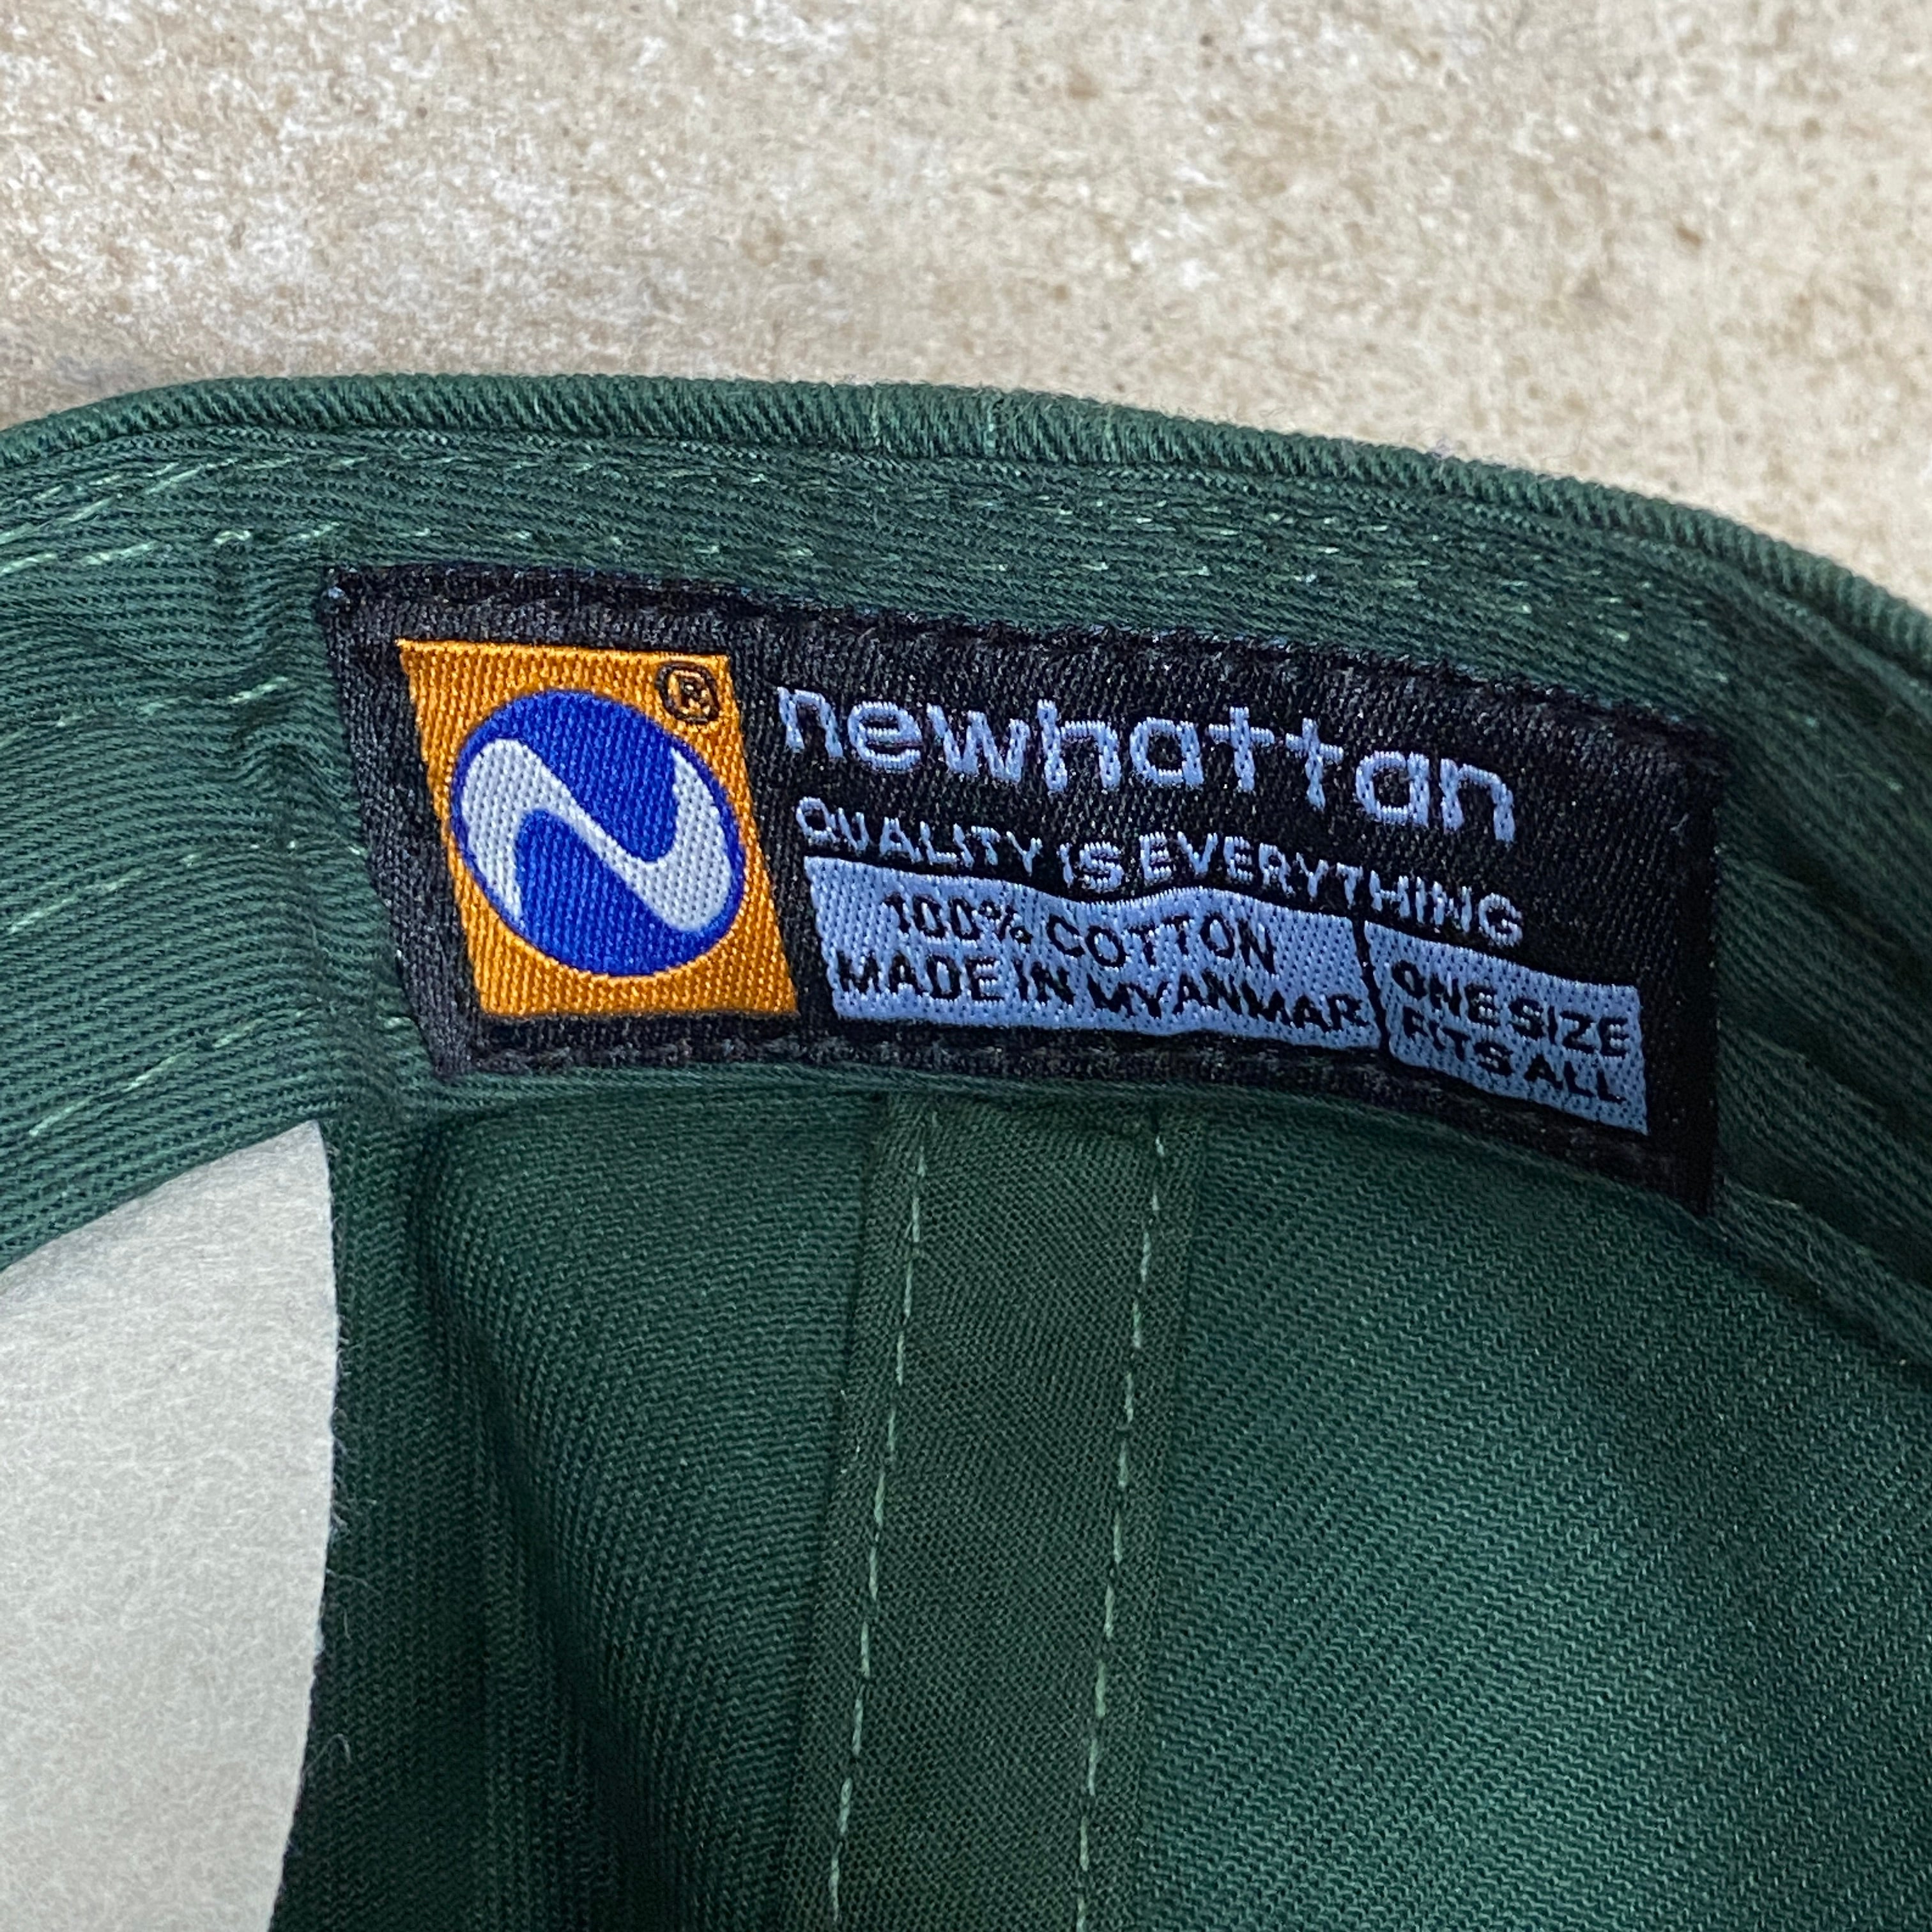 ®
newhattan
QUALITY IS EVERYTHING
100% COTTON
MADE IN MYANMAR
ONE SIZE
FITS ALL